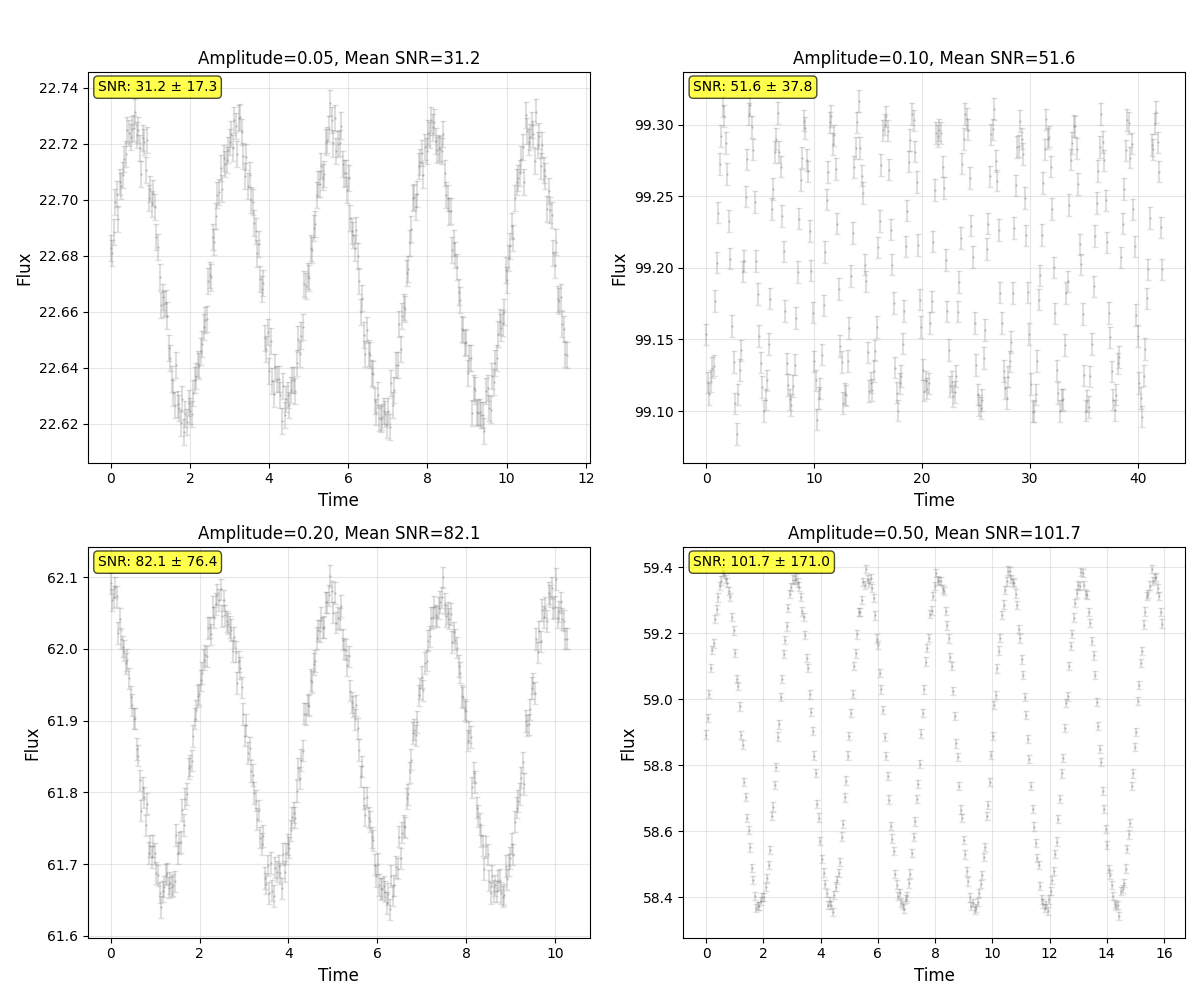 Amplitude=0.05, Mean SNR=31.2
SNR: 31.2 ± 17.3
22.74
22.72
22.70
22.68
22.66
22.64
22.62
Flux
0 2 4 6 8 10 12
Time
Amplitude=0.10, Mean SNR=51.6
SNR: 51.6 ± 37.8
99.30
99.25
99.20
99.15
99.10
Flux
0 10 20 30 40
Time
Amplitude=0.20, Mean SNR=82.1
SNR: 82.1 ± 76.4
62.1
62.0
61.9
61.8
61.7
61.6
Flux
0 2 4 6 8 10
Time
Amplitude=0.50, Mean SNR=101.7
SNR: 101.7 ± 171.0
59.4
59.2
59.0
58.8
58.6
58.4
Flux
0 2 4 6 8 10 12 14 16
Time